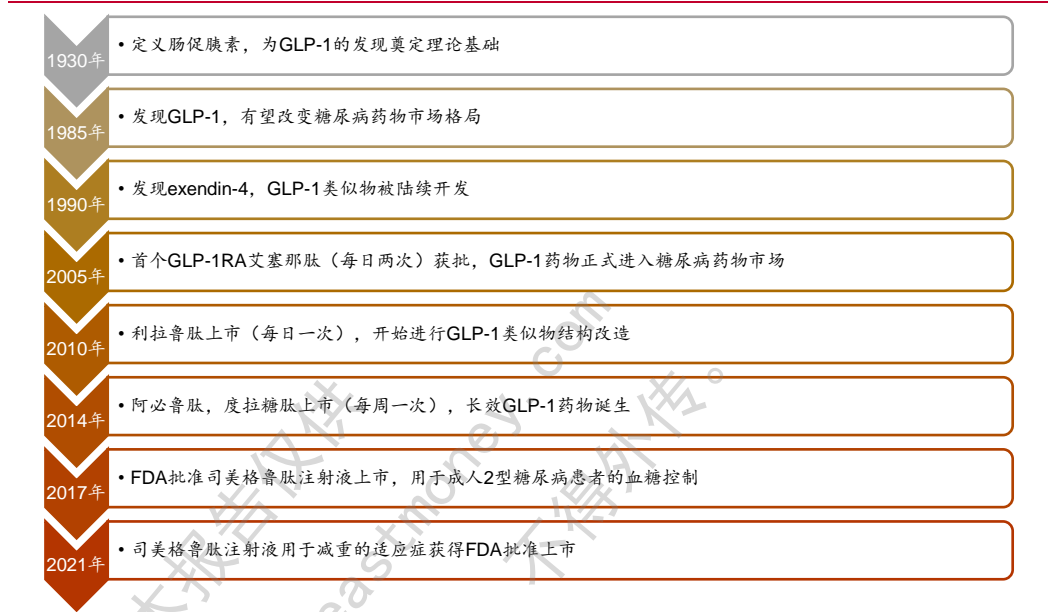 1930年
• 定义肠促胰素，为GLP-1的发现奠定理论基础
1985年
• 发现GLP-1，有望改变糖尿病药物市场格局
1990年
• 发现exendin-4，GLP-1类似物被陆续开发
2005年
• 首个GLP-1RA艾塞那肽（每日两次）获批，GLP-1药物正式进入糖尿病药物市场
2010年
• 利拉鲁肽上市（每日一次），开始进行GLP-1类似物结构改造
2014年
• 阿必鲁肽，度拉糖肽上市（每周一次），长效GLP-1药物诞生
2017年
• FDA批准司美格鲁肽注射液上市，用于成人2型糖尿病患者的血糖控制
2021年
• 司美格鲁肽注射液用于减重的适应症获得FDA批准上市
本报告仅供
eastmoney.com
不得外传。